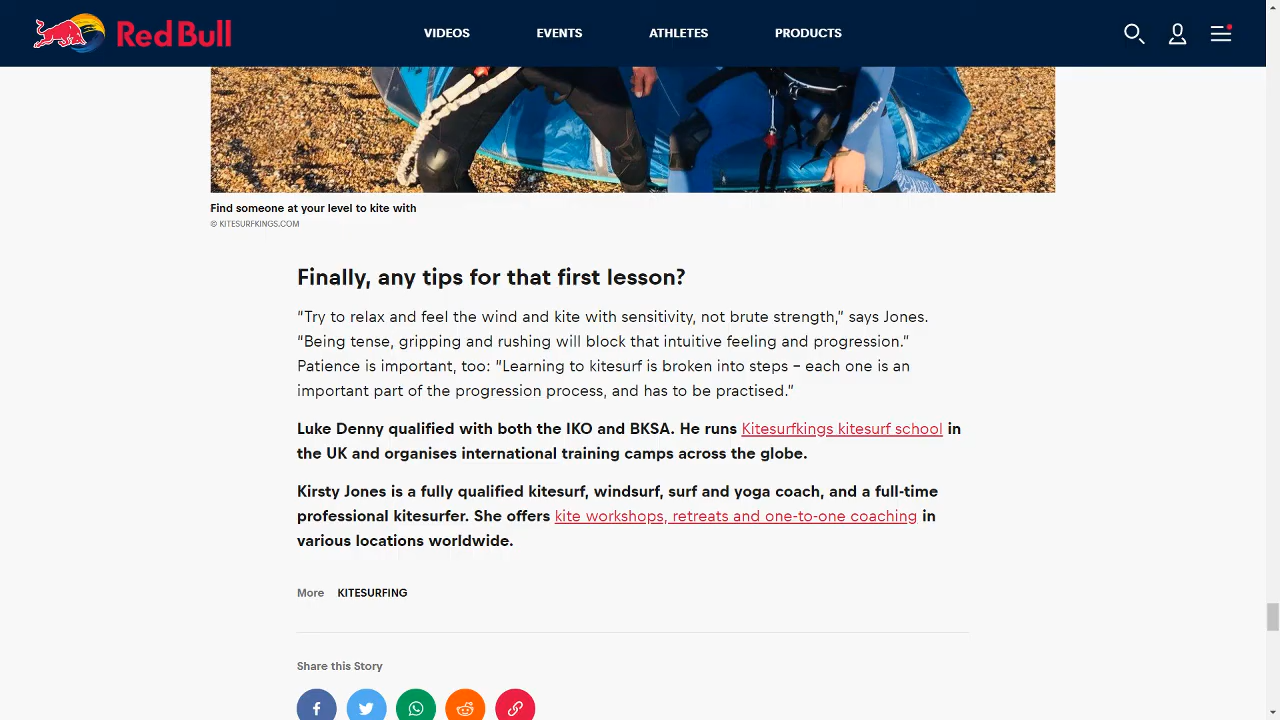 Red Bull
VIDEOS
EVENTS
ATHLETES
PRODUCTS
Find someone at your level to kite with
© KITESURFKINGS.COM
Finally, any tips for that first lesson?
“Try to relax and feel the wind and kite with sensitivity, not brute strength,” says Jones.
“Being tense, gripping and rushing will block that intuitive feeling and progression.”
Patience is important, too: “Learning to kitesurf is broken into steps – each one is an
important part of the progression process, and has to be practised.”
Luke Denny qualified with both the IKO and BKSA. He runs Kitesurfkings kitesurf school in
the UK and organises international training camps across the globe.
Kirsty Jones is a fully qualified kitesurf, windsurf, surf and yoga coach, and a full-time
professional kitesurfer. She offers kite workshops, retreats and one-to-one coaching in
various locations worldwide.
More KITESURFING
Share this Story